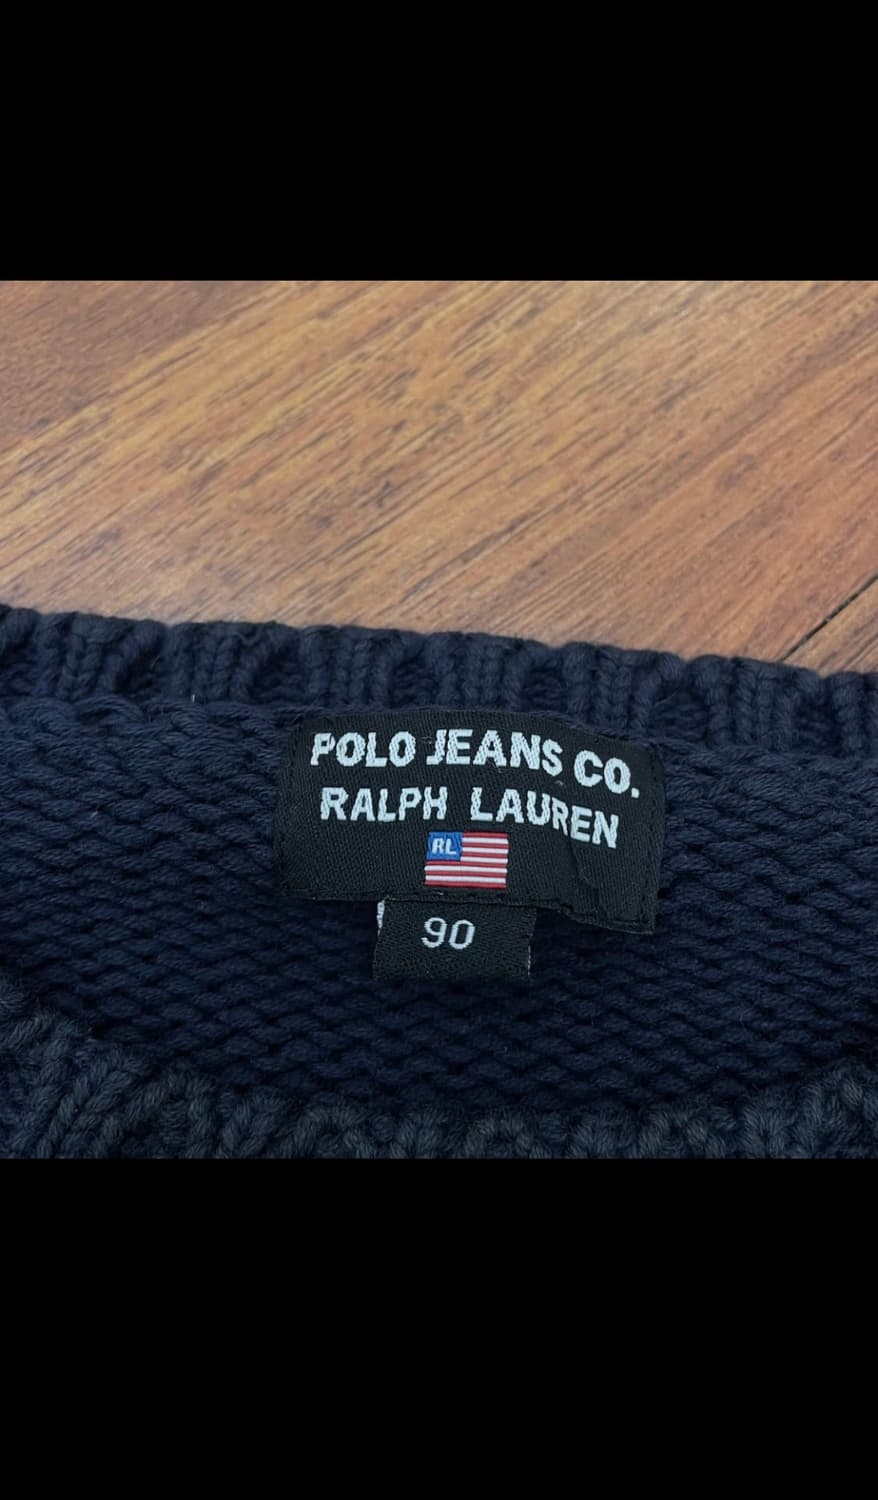 POLO JEANS CO.
RALPH LAUREN
RL
90